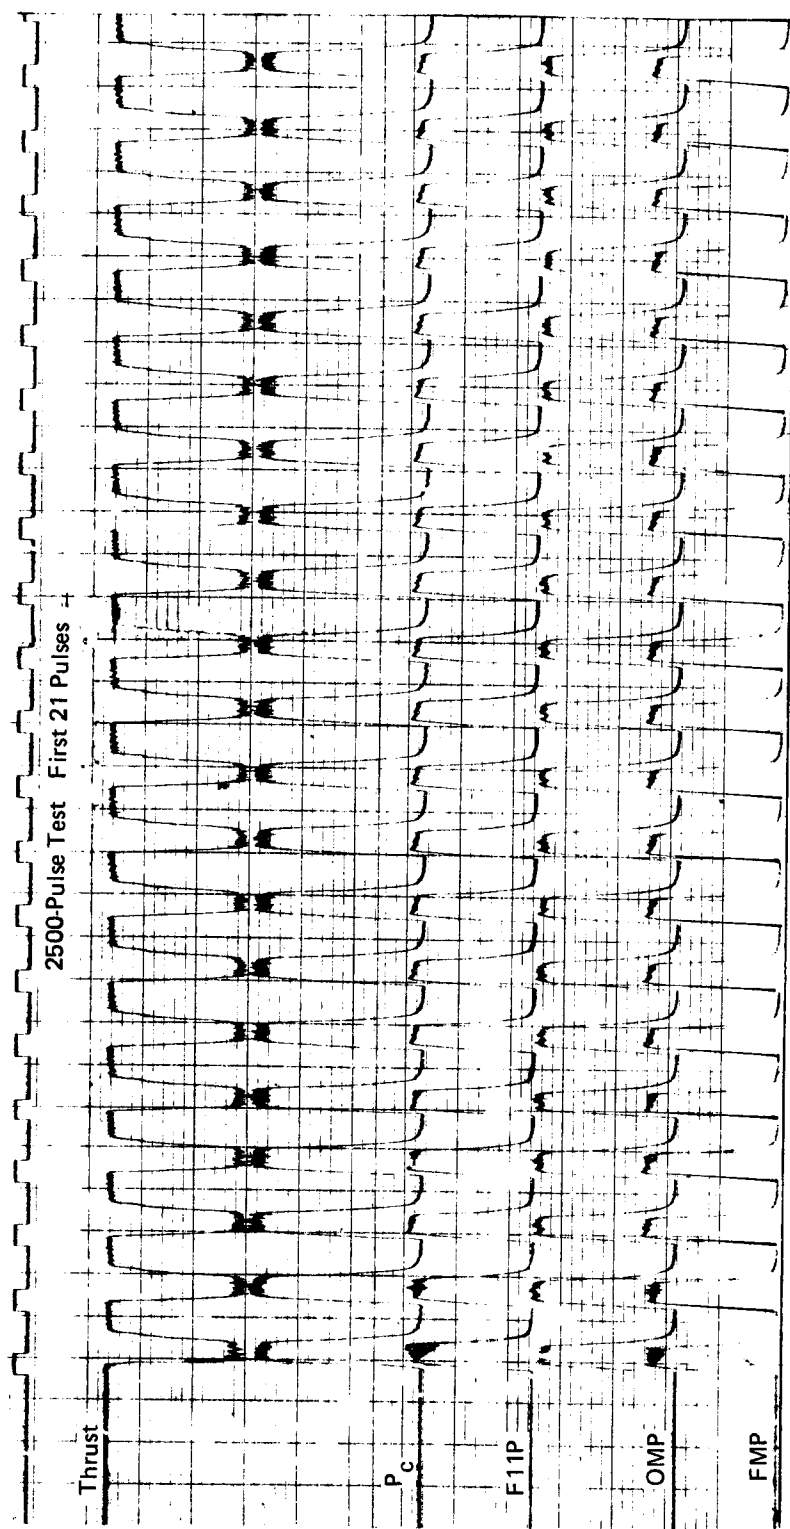 2500-Pulse Test First 21 Pulses
Thrust
Pc
F11P
OMP
FMP